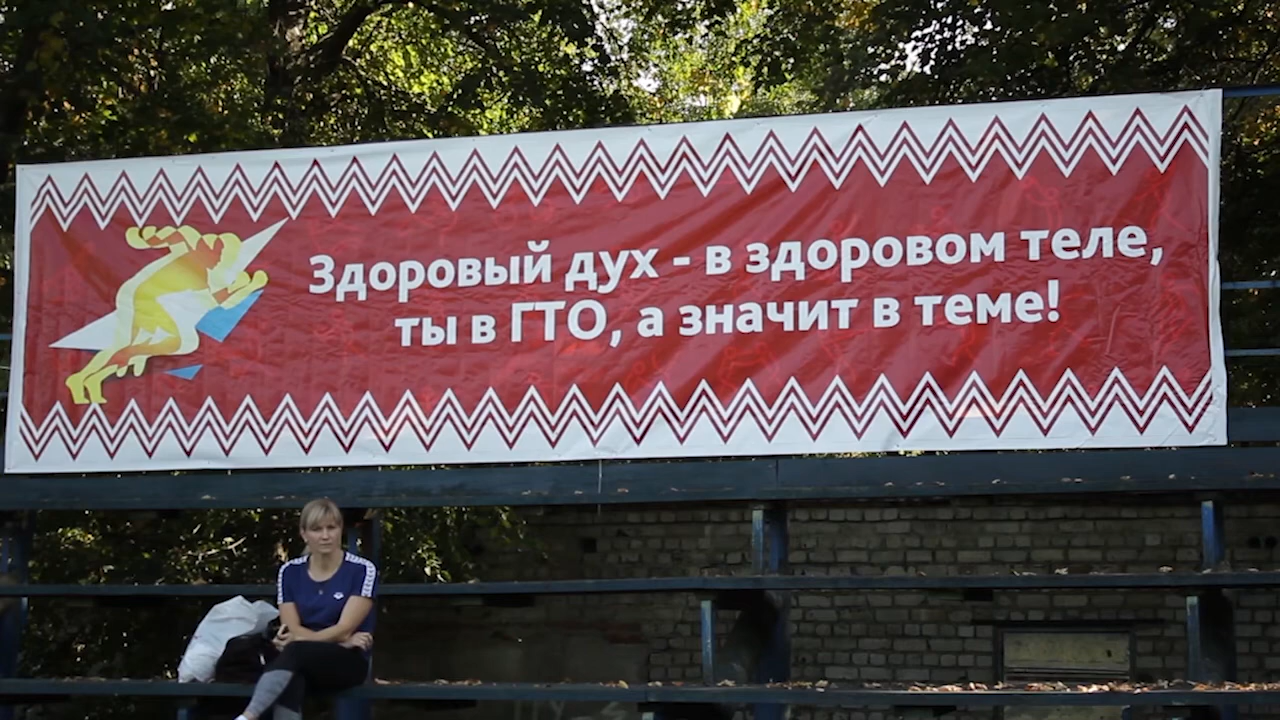 Здоровый дух - в здоровом теле,
ты в ГТО, а значит в теме!